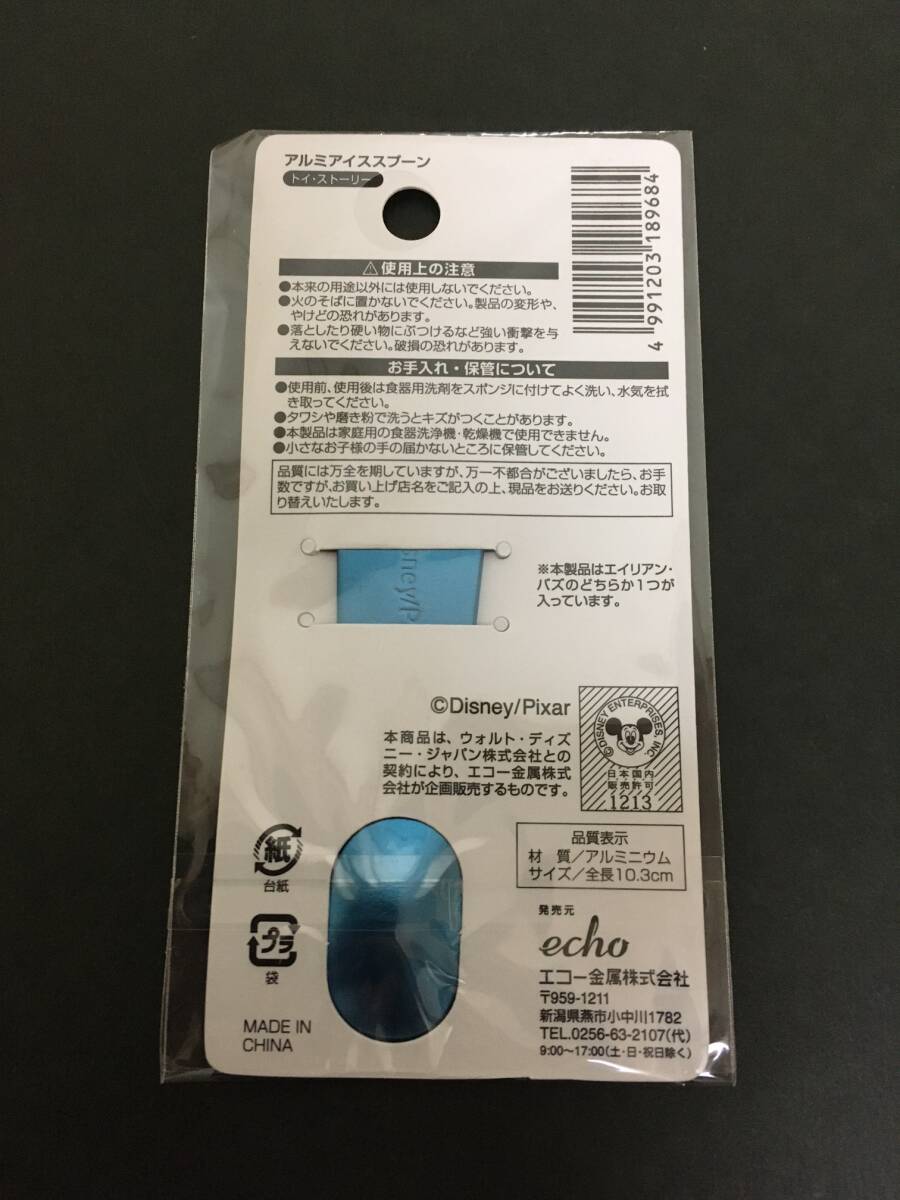 アルミアイススプーン
トイ・ストーリー
4 991203 189684
⚠使用上の注意
●本来の用途以外には使用しないでください。
●火のそばに置かないでください。製品の変形や、
やけどの恐れがあります。
●落としたり硬い物にぶつけるなど強い衝撃を与
えないでください。破損の恐れがあります。
お手入れ・保管について
●使用前、使用後は食器用洗剤をスポンジに付けてよく洗い、水気を拭
き取ってください。
●タワシや磨き粉で洗うとキズがつくことがあります。
●本製品は家庭用の食器洗浄機・乾燥機で使用できません。
●小さなお子様の手の届かないところに保管してください。
品質には万全を期していますが、万一不都合がございましたら、お手
数ですが、お買い上げ店名をご記入の上、現品をお送りください。お取
り替えいたします。
sney/P
※本製品はエイリアン・
バズのどちらか1つが
入っています。
©Disney/Pixar
本商品は、ウォルト・ディズ
ニー・ジャパン株式会社との
契約により、エコー金属株式
会社が企画販売するものです。
©DISNEY ENTERPRISES, INC.
日本国内
販売許可
1213
紙
台紙
プラ
袋
MADE IN
CHINA
品質表示
材 質／アルミニウム
サイズ／全長10.3cm
発売元
echo
エコー金属株式会社
〒959-1211
新潟県燕市小中川1782
TEL.0256-63-2107(代)
9:00〜17:00(土・日・祝日除く)